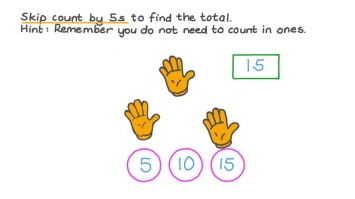 Skip count by 5s to find the total.
Hint: Remember you do not need to count in ones.
15
5 10 15